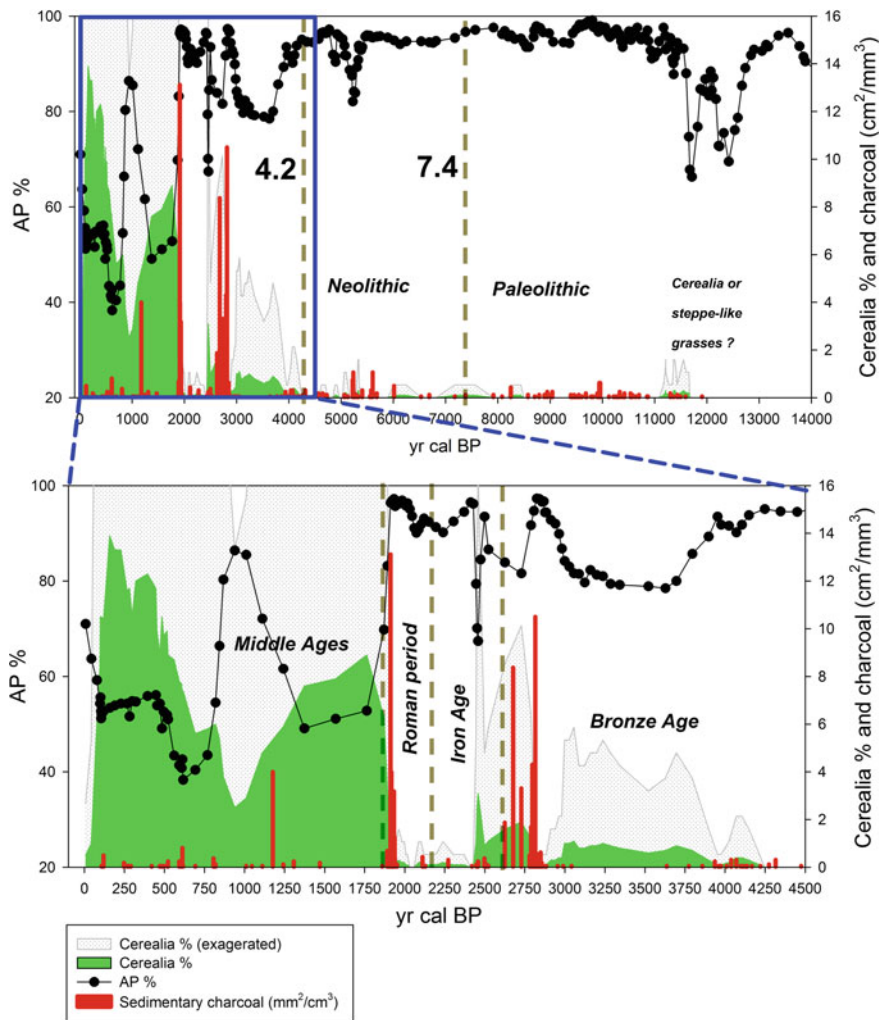 100
80
60
40
20
AP %
16
14
12
10
8
6
4
2
0
Cerealia % and charcoal (cm²/mm³)
4.2
7.4
Neolithic
Paleolithic
Cerealia or
steppe-like
grasses ?
0 1000 2000 3000 4000 5000 6000 7000 8000 9000 10000 11000 12000 13000 14000
yr cal BP
100
80
60
40
20
AP %
16
14
12
10
8
6
4
2
0
Cerealia % and charcoal (cm²/mm³)
Middle Ages
Roman period
Iron Age
Bronze Age
0 250 500 750 1000 1250 1500 1750 2000 2250 2500 2750 3000 3250 3500 3750 4000 4250 4500
yr cal BP
Cerealia % (exagerated)
Cerealia %
AP %
Sedimentary charcoal (mm²/cm³)